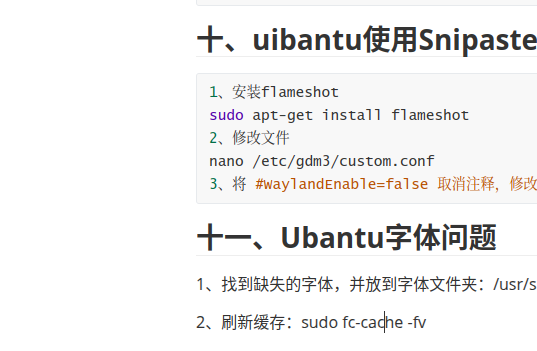 十、uibantu使用Snipaste
1、安装flameshot
sudo apt-get install flameshot
2、修改文件
nano /etc/gdm3/custom.conf
3、将 #WaylandEnable=false 取消注释，修改
十一、Ubantu字体问题
1、找到缺失的字体，并放到字体文件夹：/usr/s
2、刷新缓存：sudo fc-cache -fv